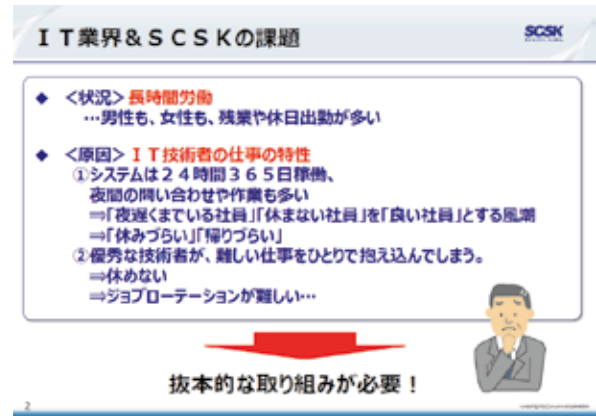 ＩＴ業界＆ＳＣＳＫの課題
SCSK
◆ ＜状況＞長時間労働
…男性も、女性も、残業や休日出勤が多い
◆ ＜原因＞ＩＴ技術者の仕事の特性
①システムは２４時間３６５日稼働、
夜間の問い合わせや作業も多い
⇒「夜遅くまでいる社員」「休まない社員」を「良い社員」とする風潮
⇒「休みづらい」「帰りづらい」
②優秀な技術者が、難しい仕事をひとりで抱え込んでしまう。
⇒休めない
⇒ジョブローテーションが難しい…
抜本的な取り組みが必要！
2